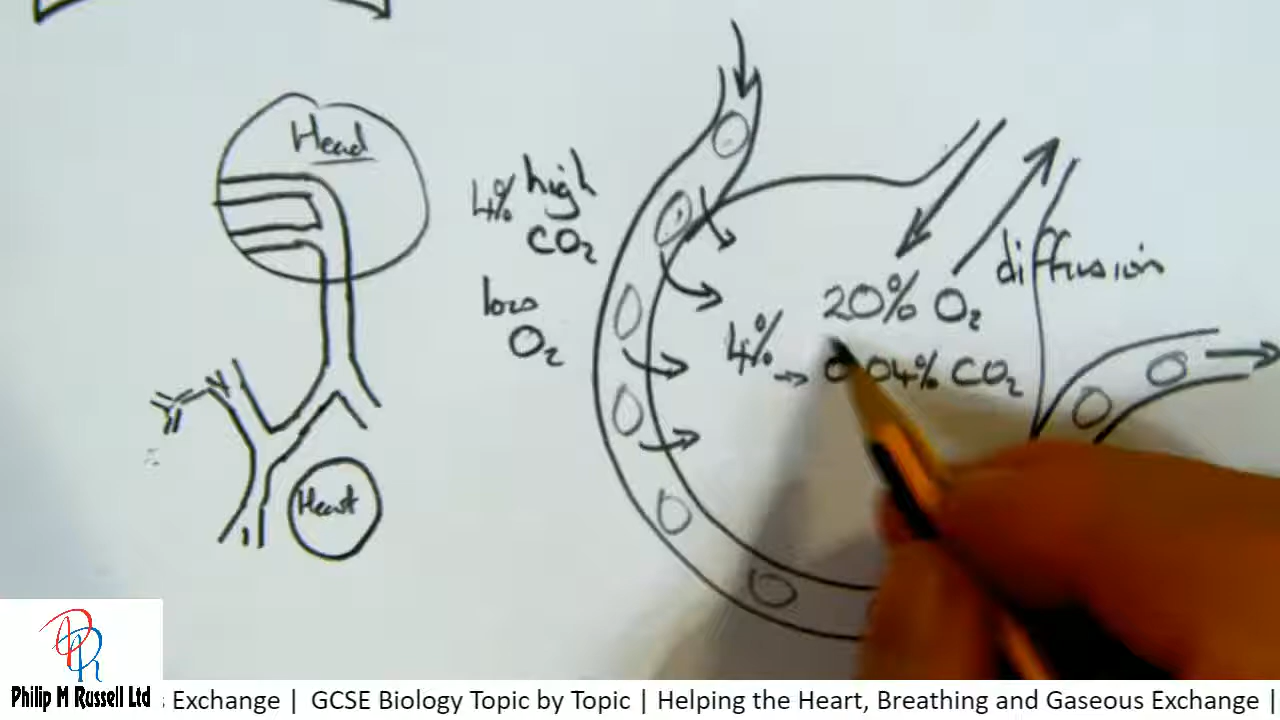 Head
4% high
CO₂
low
O₂
diffusion
20% O₂
4% → 0.04% CO₂
Heart
Philip M Russell Ltd
s Exchange | GCSE Biology Topic by Topic | Helping the Heart, Breathing and Gaseous Exchange |